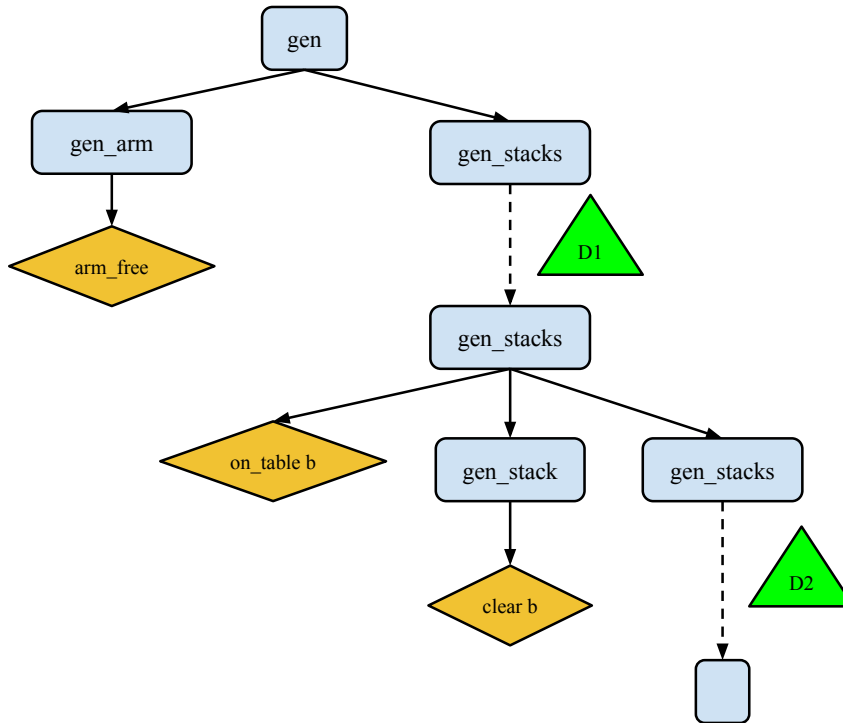 gen
gen_arm
gen_stacks
arm_free
D1
gen_stacks
on_table b
gen_stack
gen_stacks
clear b
D2